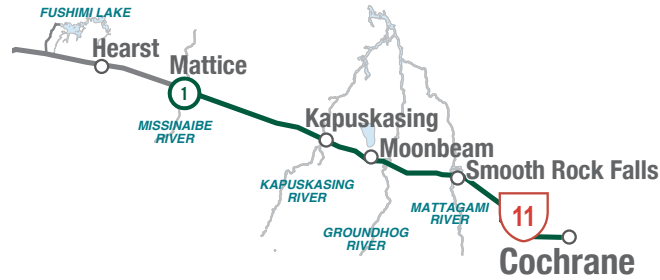 FUSHIMI LAKE
Hearst
Mattice
1
MISSINAIBE
RIVER
Kapuskasing
Moonbeam
Smooth Rock Falls
KAPUSKASING
RIVER
MATTAGAMI
RIVER
11
GROUNDHOG
RIVER
Cochrane